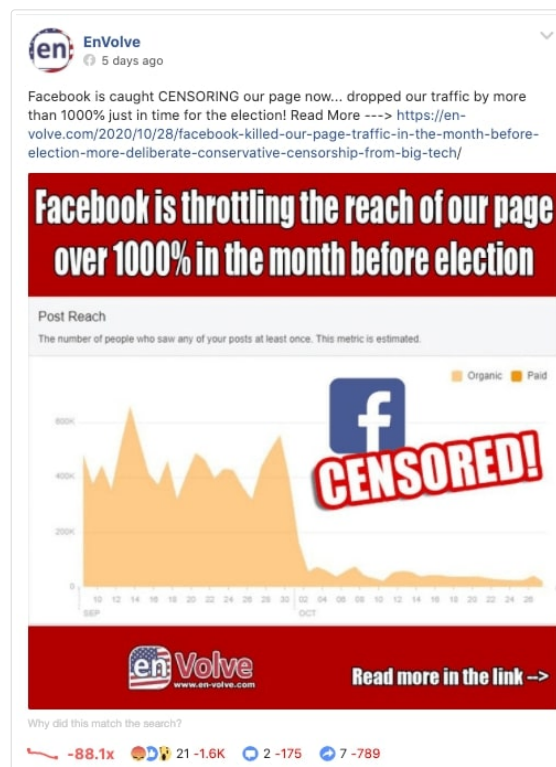 en
EnVolve
5 days ago
Facebook is caught CENSORING our page now... dropped our traffic by more
than 1000% just in time for the election! Read More ---> https://en-
volve.com/2020/10/28/facebook-killed-our-page-traffic-in-the-month-before-
election-more-deliberate-conservative-censorship-from-big-tech/
Facebook is throttling the reach of our page
over 1000% in the month before election
Post Reach
The number of people who saw any of your posts at least once. This metric is estimated.
Organic Paid
f
CENSORED!
600K
400K
200K
0
10 12 14 16 18 20 22 24 26 28 30 02 04 06 08 10 12 14 16 18 20 22 24 26
SEP OCT
en Volve
www.en-volve.com
Read more in the link -->
Why did this match the search?
-88.1x 21 -1.6K 2 -175 7 -789